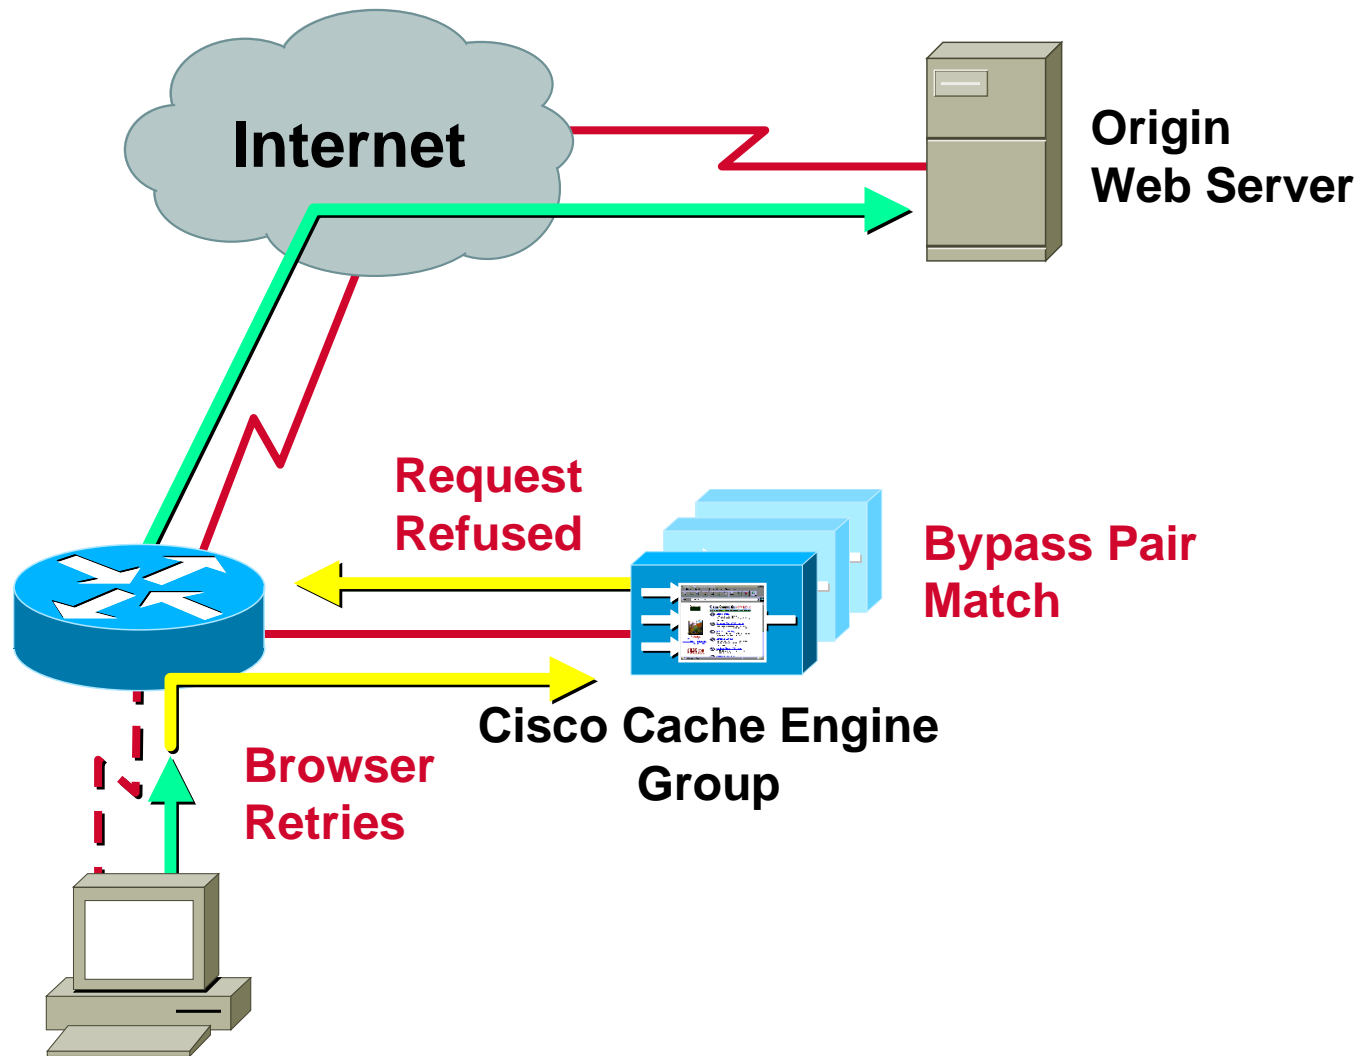 Internet
Origin
Web Server
Request
Refused
Bypass Pair
Match
Cisco Cache Engine
Group
Browser
Retries